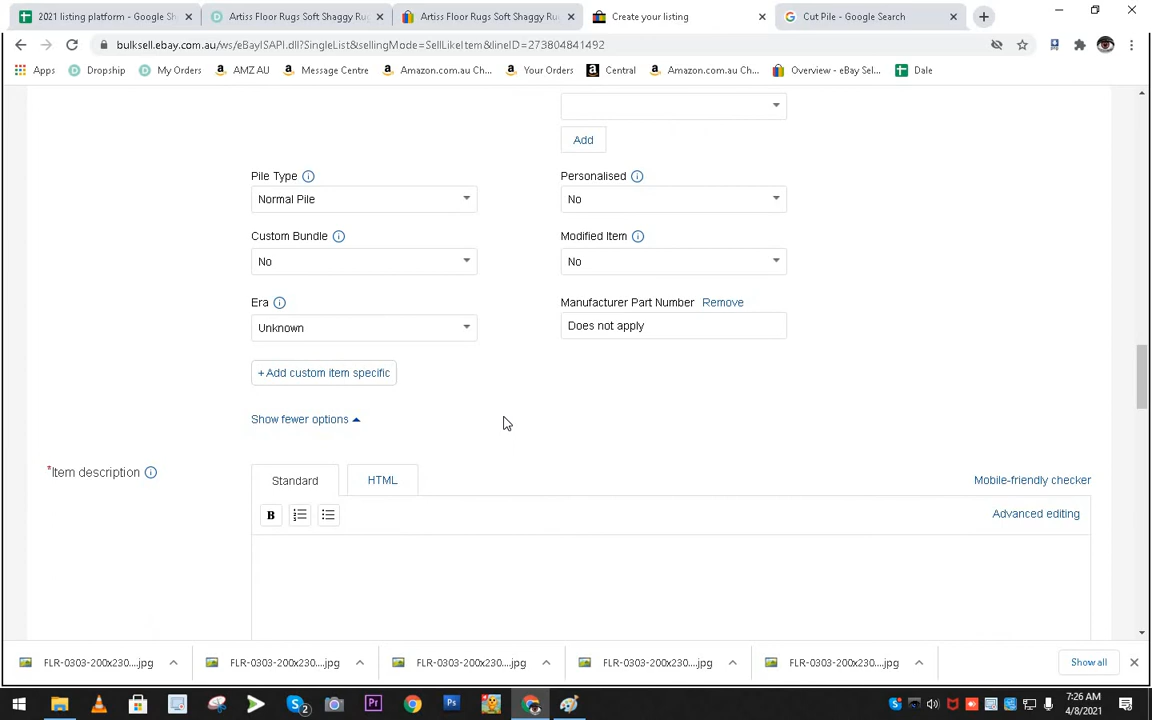 2021 listing platform - Google Sh
Artiss Floor Rugs Soft Shaggy Rug
Artiss Floor Rugs Soft Shaggy Ru
Create your listing
Cut Pile - Google Search
bulksell.ebay.com.au/ws/eBayISAPI.dll?SingleList&sellingMode=SellLikeItem&lineID=273804841492
Apps
Dropship
My Orders
AMZ AU
Message Centre
Amazon.com.au Ch...
Your Orders
Central
Amazon.com.au Ch...
Overview - eBay Sel...
Dale
Add
Pile Type
Personalised
Normal Pile
No
Custom Bundle
Modified Item
No
No
Era
Manufacturer Part Number Remove
Unknown
Does not apply
+ Add custom item specific
Show fewer options
*Item description
Standard
HTML
Mobile-friendly checker
B
Advanced editing
FLR-0303-200x230....jpg
FLR-0303-200x230....jpg
FLR-0303-200x230....jpg
FLR-0303-200x230....jpg
FLR-0303-200x230....jpg
Show all
7:26 AM
4/8/2021